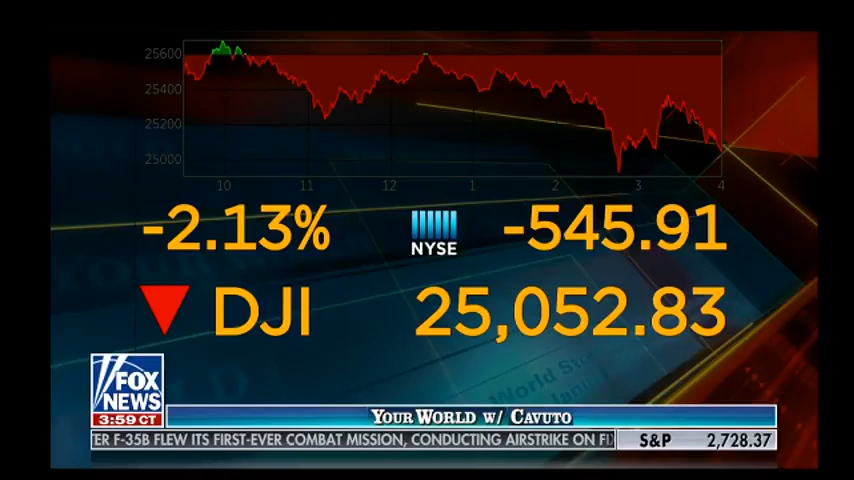 25600
25400
25200
25000
10 11 12 1 2 3 4
-2.13% NYSE -545.91
DJI 25,052.83
FOX
NEWS
3:59 CT
YOUR WORLD W/ CAVUTO
ER F-35B FLEW ITS FIRST-EVER COMBAT MISSION, CONDUCTING AIRSTRIKE ON
S&P 2,728.37